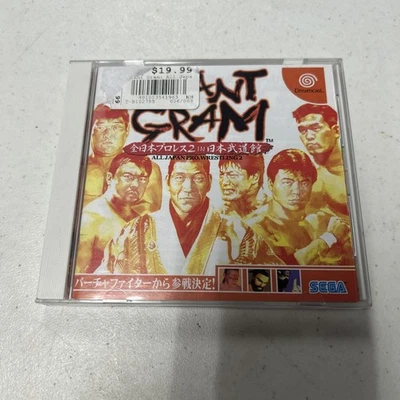 $19.99
GIANT
GRAM
TM
全日本プロレス2 in 日本武道館
ALL JAPAN PRO WRESTLING 2
Dreamcast
バーチャファイターから参戦決定!
SEGA